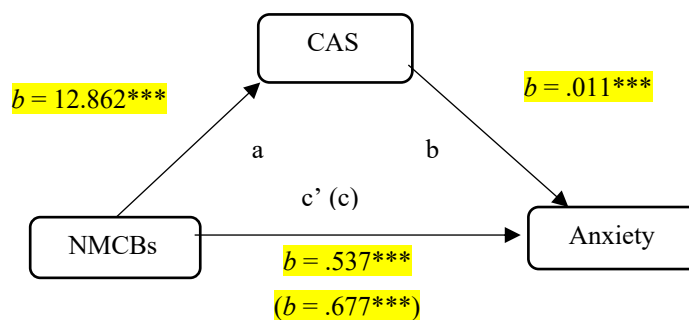 CAS
b = 12.862***
b = .011***
a
b
c’ (c)
NMCBs
Anxiety
b = .537***
(b = .677***)